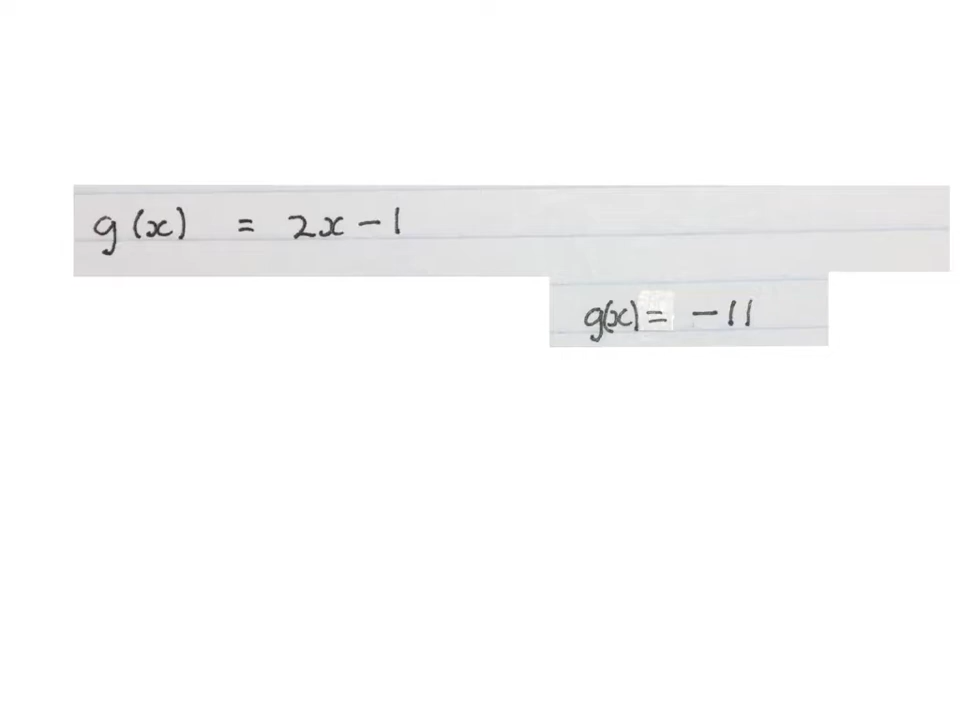 g(x) = 2x - 1
g(x) = -11